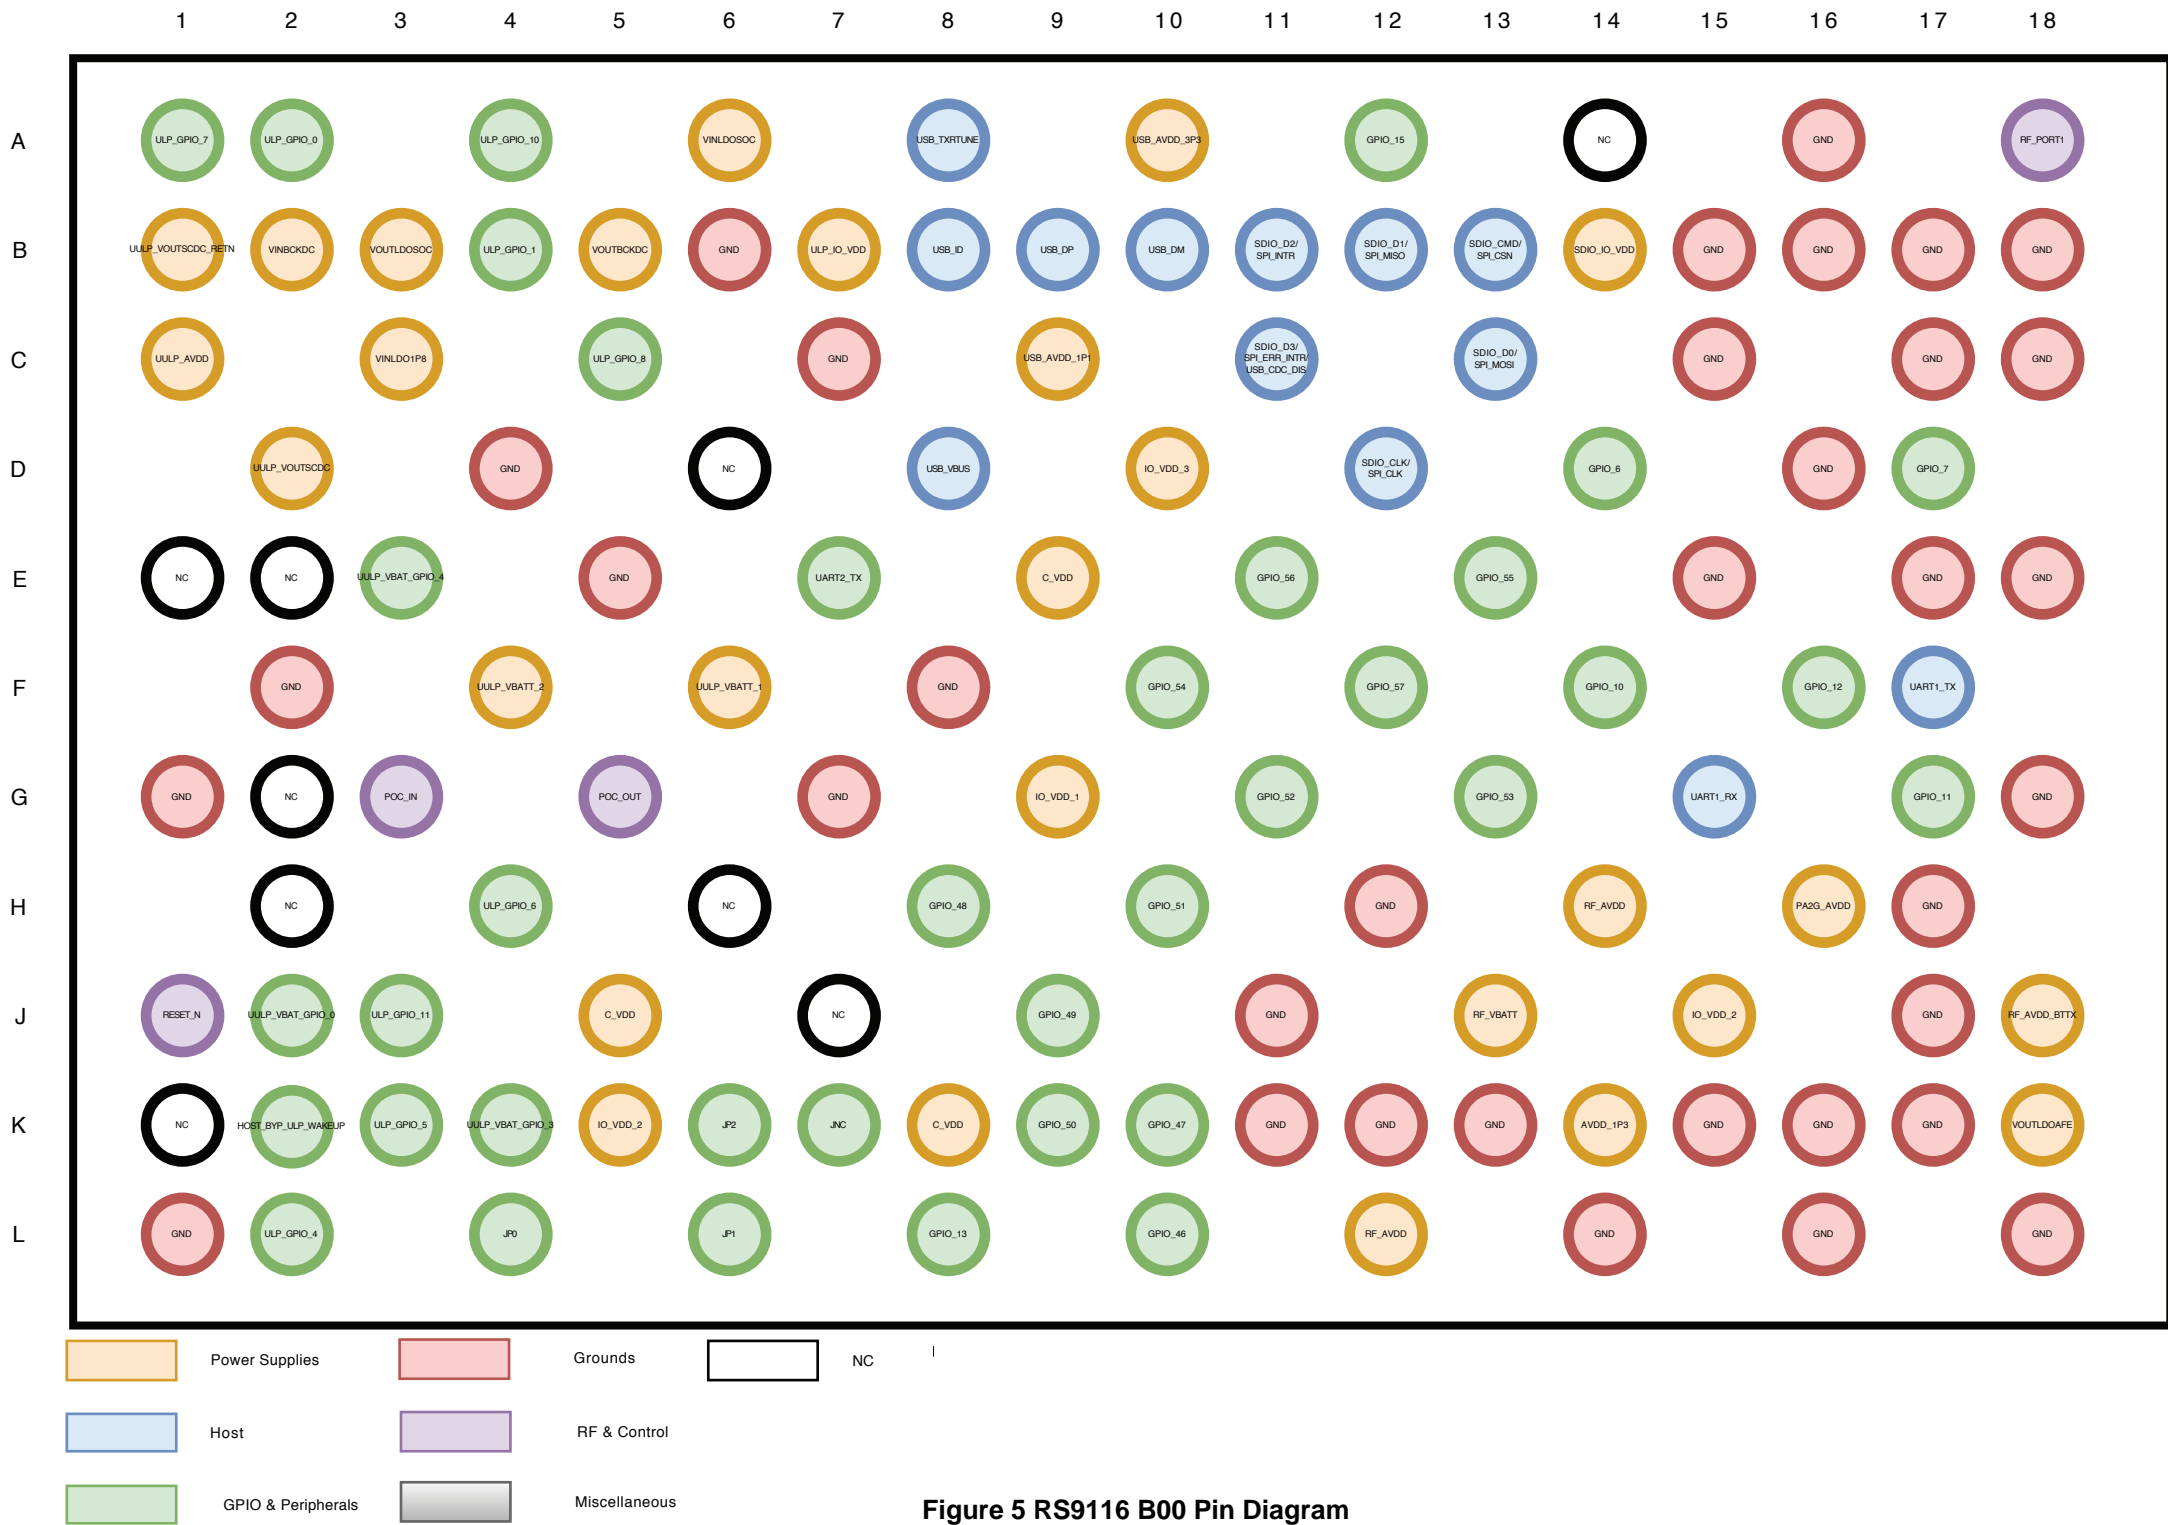 1 2 3 4 5 6 7 8 9 10 11 12 13 14 15 16 17 18
A ULP_GPIO_7 ULP_GPIO_0 ULP_GPIO_10 VINLDOSOC USB_TXRTUNE USB_AVDD_3P3 GPIO_15 NC GND RF_PORT1
B UULP_VOUTSCDC_RETN VINBCKDC VOUTLDOSOC ULP_GPIO_1 VOUTBCKDC GND ULP_IO_VDD USB_ID USB_DP USB_DM SDIO_D2/ SPI_INTR SDIO_D1/ SPI_MISO SDIO_CMD/ SPI_CSN SDIO_IO_VDD GND GND GND GND
C UULP_AVDD VINLDO1P8 ULP_GPIO_8 GND USB_AVDD_1P1 SDIO_D3/ SPI_ERR_INTR/ USB_CDC_DIS SDIO_D0/ SPI_MOSI GND GND GND
D UULP_VOUTSCDC GND NC USB_VBUS IO_VDD_3 SDIO_CLK/ SPI_CLK GPIO_6 GND GPIO_7
E NC NC UULP_VBAT_GPIO_4 GND UART2_TX C_VDD GPIO_56 GPIO_55 GND GND GND
F GND UULP_VBATT_2 UULP_VBATT_1 GND GPIO_54 GPIO_57 GPIO_10 GPIO_12 UART1_TX
G GND NC POC_IN POC_OUT GND IO_VDD_1 GPIO_52 GPIO_53 UART1_RX GPIO_11 GND
H NC ULP_GPIO_6 NC GPIO_48 GPIO_51 GND RF_AVDD PA2G_AVDD GND
J RESET_N UULP_VBAT_GPIO_0 ULP_GPIO_11 C_VDD NC GPIO_49 GND RF_VBATT IO_VDD_2 GND RF_AVDD_BTTX
K NC HOST_BYP_ULP_WAKEUP ULP_GPIO_5 UULP_VBAT_GPIO_3 IO_VDD_2 JP2 JNC C_VDD GPIO_50 GPIO_47 GND GND GND AVDD_1P3 GND GND GND VOUTLDOAFE
L GND ULP_GPIO_4 JP0 JP1 GPIO_13 GPIO_46 RF_AVDD GND GND GND
Power Supplies Grounds NC
Host RF & Control
GPIO & Peripherals Miscellaneous
Figure 5 RS9116 B00 Pin Diagram